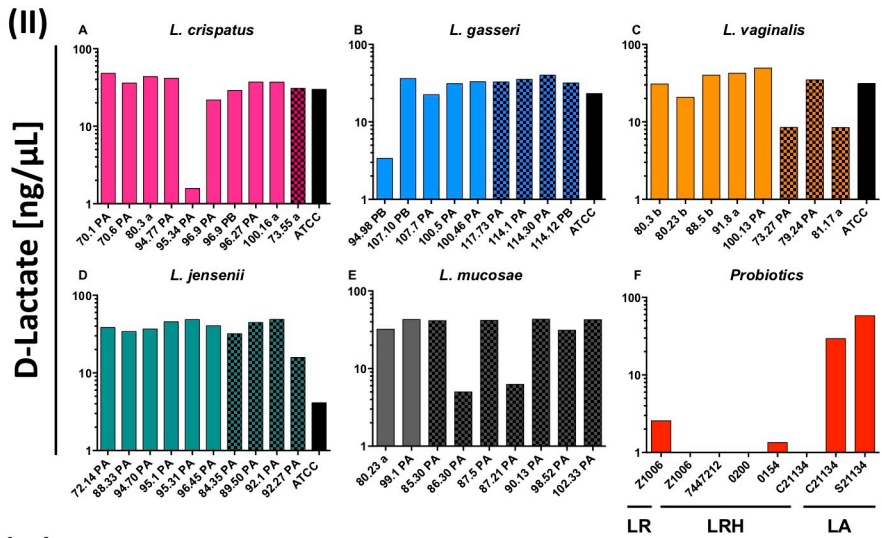 (II)
D-Lactate [ng/µL]
A
L. crispatus
100
10
1
70.1 PA
70.6 PA
80.3 a
94.77 PA
95.34 PA
96.9 PA
96.9 PB
96.27 PA
100.16 a
73.55 a
ATCC
B
L. gasseri
100
10
1
94.98 PB
107.10 PB
107.7 PA
100.5 PA
100.46 PA
117.73 PA
114.1 PA
114.30 PA
114.12 PB
ATCC
C
L. vaginalis
100
10
1
80.3 b
80.23 b
88.5 b
91.8 a
100.13 PA
73.27 PA
79.24 PA
81.17 a
ATCC
D
L. jensenii
100
10
1
72.14 PA
88.33 PA
94.70 PA
95.1 PA
95.31 PA
96.45 PA
84.35 PA
89.50 PA
92.1 PA
92.27 PA
ATCC
E
L. mucosae
100
10
1
80.23 a
99.1 PA
85.30 PA
86.30 PA
87.5 PA
87.21 PA
90.13 PA
98.52 PA
102.33 PA
F
Probiotics
100
10
1
Z1006
Z1006
7447212
0200
0154
C21134
C21134
S21134
LR
LRH
LA